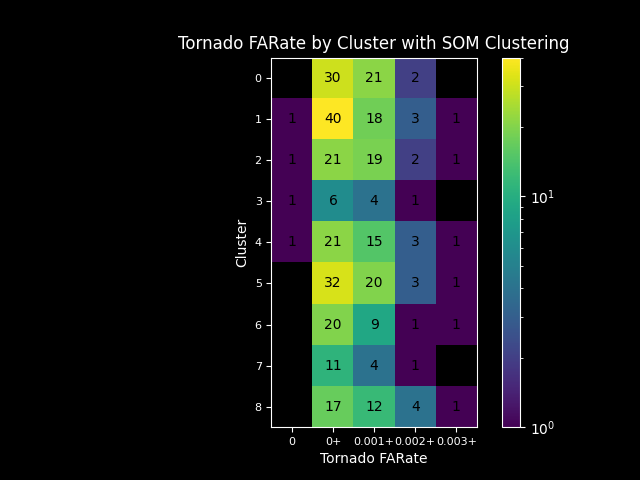 Tornado FARate by Cluster with SOM Clustering
0 30 21 2
1 1 40 18 3 1
2 1 21 19 2 1
3 1 6 4 1
4 1 21 15 3 1
5 32 20 3 1
6 20 9 1 1
7 11 4 1
8 17 12 4 1
0 0+ 0.001+ 0.002+ 0.003+
Tornado FARate
Cluster
10¹
10⁰